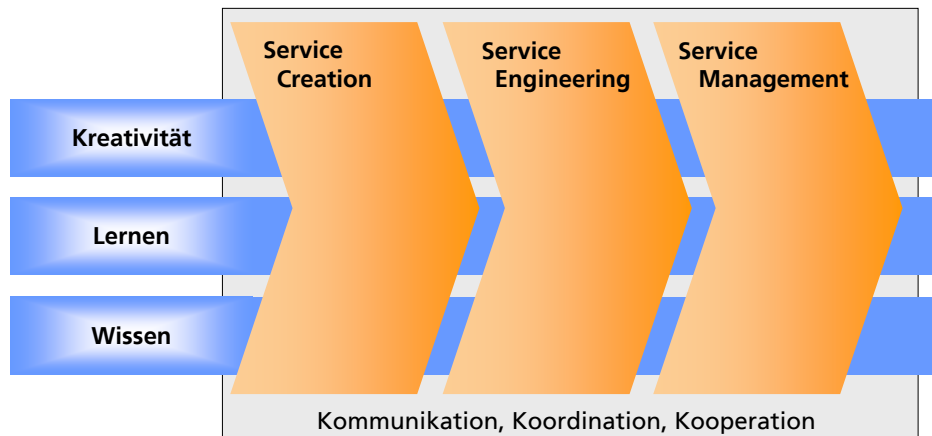 Service
Creation
Service
Engineering
Service
Management
Kreativität
Lernen
Wissen
Kommunikation, Koordination, Kooperation